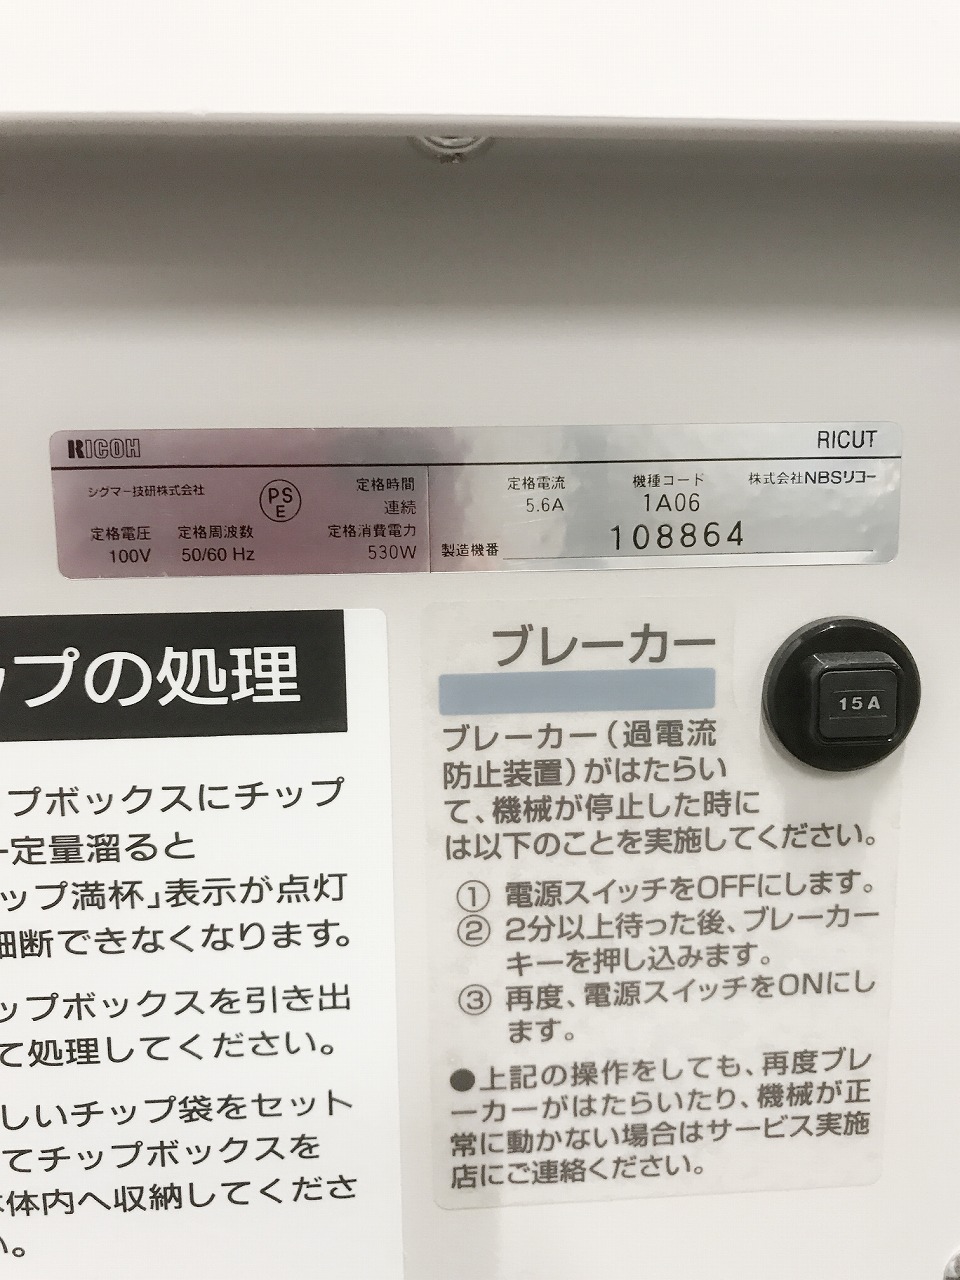 RICOH
RICUT
シグマー技研株式会社
PS
E
定格時間
連続
定格電圧
100V
定格周波数
50/60 Hz
定格消費電力
530W
定格電流
5.6A
機種コード
1A06
株式会社NBSリコー
製造機番
108864
ップの処理
プボックスにチップ
一定量溜ると
ップ満杯」表示が点灯
細断できなくなります。
ップボックスを引き出
て処理してください。
しいチップ袋をセット
てチップボックスを
体内へ収納してくださ
い。
ブレーカー
ブレーカー(過電流
防止装置)がはたらい
て、機械が停止した時に
は以下のことを実施してください。
① 電源スイッチをOFFにします。
② 2分以上待った後、ブレーカー
キーを押し込みます。
③ 再度、電源スイッチをONにし
ます。
●上記の操作をしても、再度ブレ
ーカーがはたらいたり、機械が正
常に動かない場合はサービス実施
店にご連絡ください。
15A